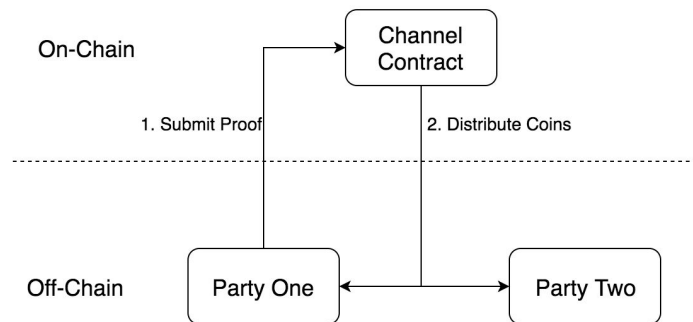 On-Chain
Channel
Contract
1. Submit Proof
2. Distribute Coins
Off-Chain
Party One
Party Two